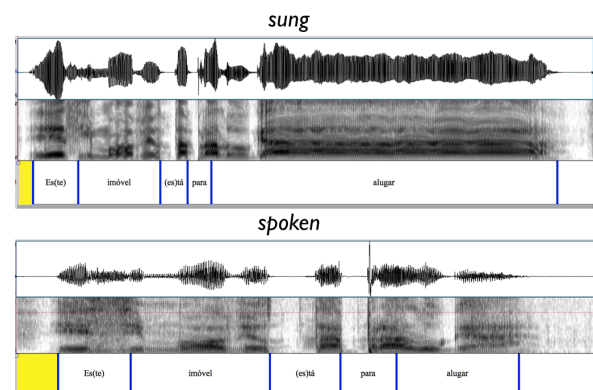 sung
Es(te) imóvel (es)tá para alugar
spoken
Es(te) imóvel (es)tá para alugar